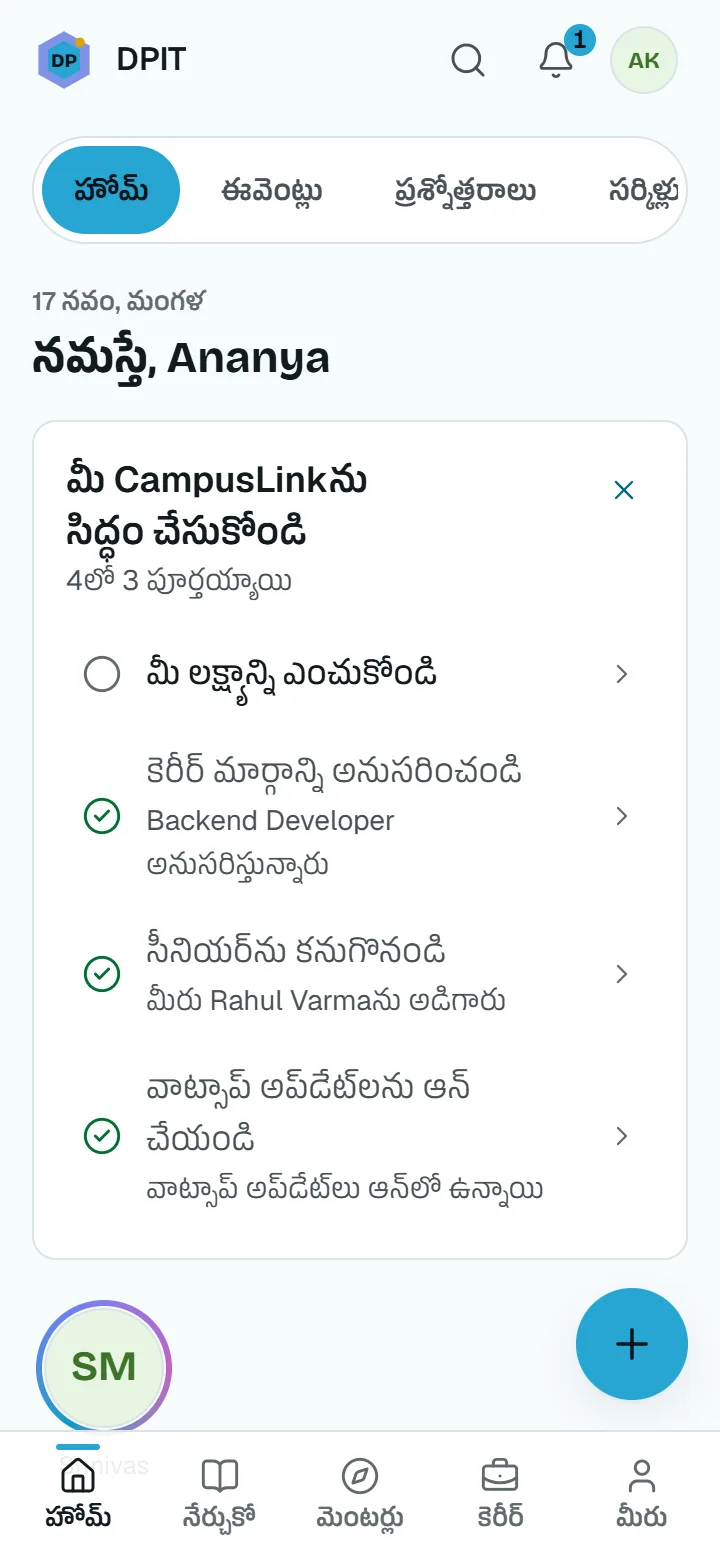 DP
DPIT
1
AK
హోమ్
ఈవెంట్లు
ప్రశ్నోత్తరాలు
సర్కిళ్లు
17 నవం, మంగళ
నమస్తే, Ananya
మీ CampusLinkను
సిద్ధం చేసుకోండి
4లో 3 పూర్తయ్యాయి
మీ లక్ష్యాన్ని ఎంచుకోండి
కెరీర్ మార్గాన్ని అనుసరించండి
Backend Developer
అనుసరిస్తున్నారు
సీనియర్‌ను కనుగొనండి
మీరు Rahul Varmaను అడిగారు
వాట్సాప్ అప్‌డేట్‌లను ఆన్
చేయండి
వాట్సాప్ అప్‌డేట్‌లు ఆన్‌లో ఉన్నాయి
SM
హోమ్
నేర్చుకో
మెంటర్లు
కెరీర్
మీరు